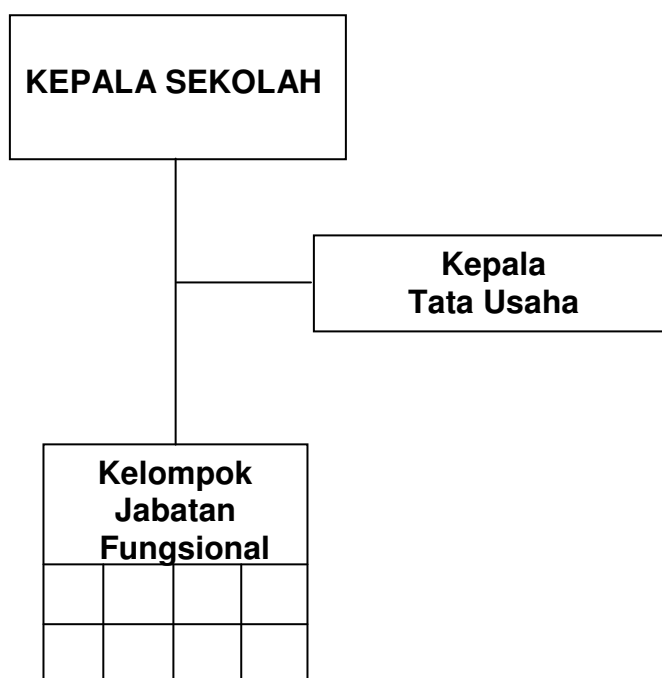 KEPALA SEKOLAH
Kepala
Tata Usaha
Kelompok
Jabatan
Fungsional